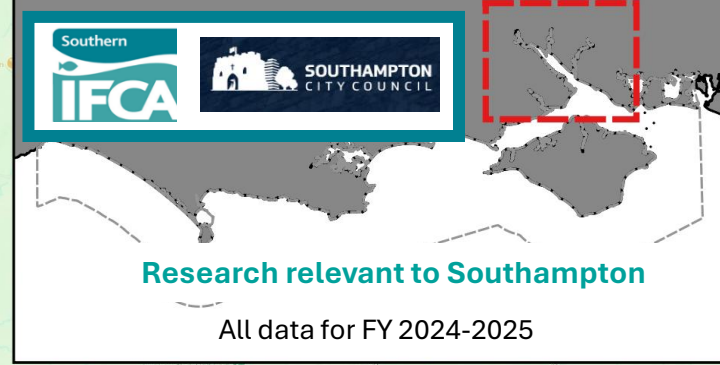 Southern
IFCA
SOUTHAMPTON
CITY COUNCIL
Research relevant to Southampton
All data for FY 2024-2025